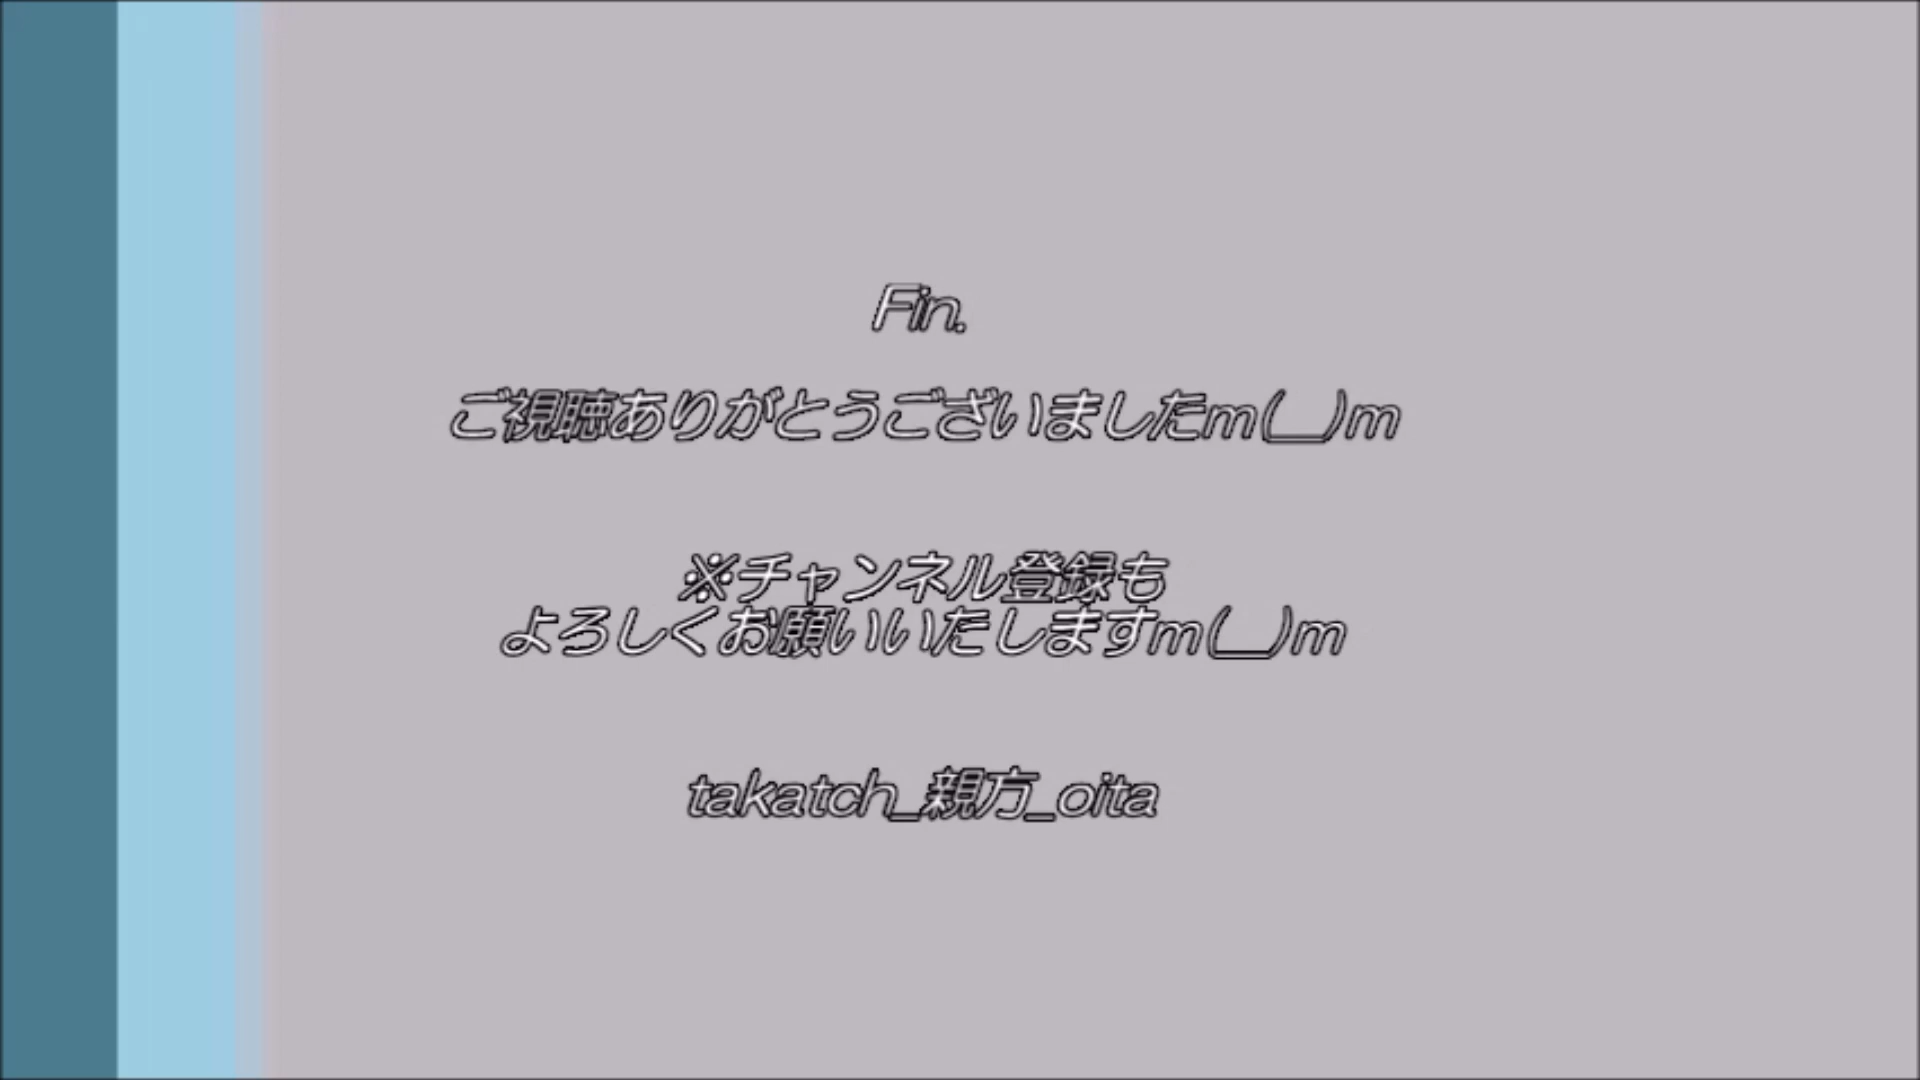 Fin.
ご視聴ありがとうございましたm(__)m
※チャンネル登録も
よろしくお願いいたしますm(__)m
takatch_親方_oita